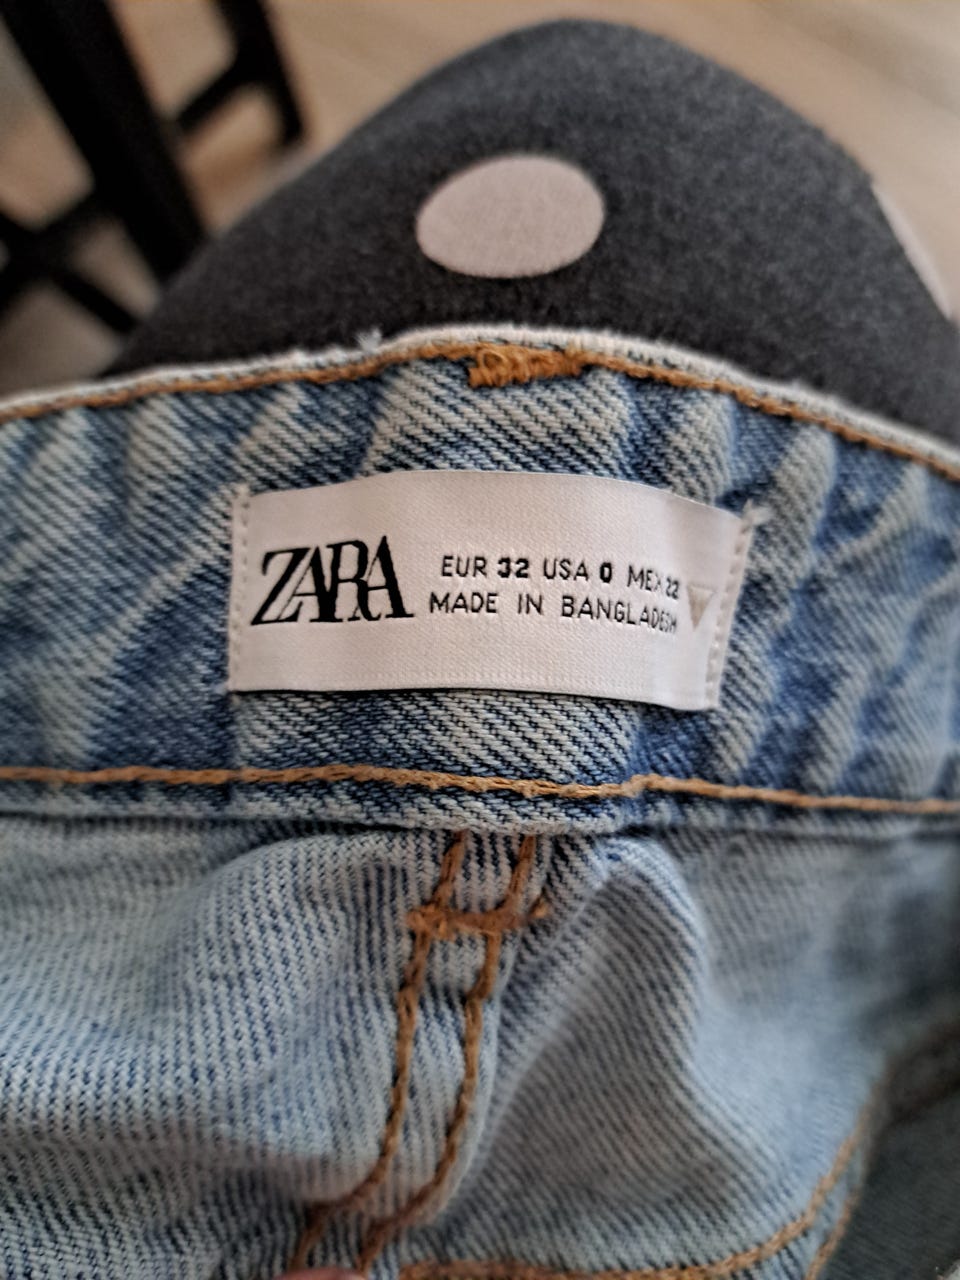 ZARA
EUR 32 USA 0 MEX 22
MADE IN BANGLADESH